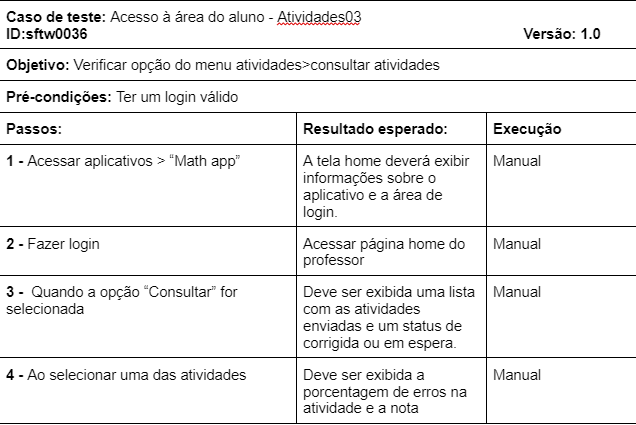 Caso de teste: Acesso à área do aluno - Atividades03
ID:sftw0036 Versão: 1.0
Objetivo: Verificar opção do menu atividades>consultar atividades
Pré-condições: Ter um login válido
Passos: Resultado esperado: Execução
1 - Acessar aplicativos > “Math app” A tela home deverá exibir Manual
informações sobre o
aplicativo e a área de
login.
2 - Fazer login Acessar página home do Manual
professor
3 -  Quando a opção “Consultar” for Deve ser exibida uma lista Manual
selecionada com as atividades
enviadas e um status de
corrigida ou em espera.
4 - Ao selecionar uma das atividades Deve ser exibida a Manual
porcentagem de erros na
atividade e a nota